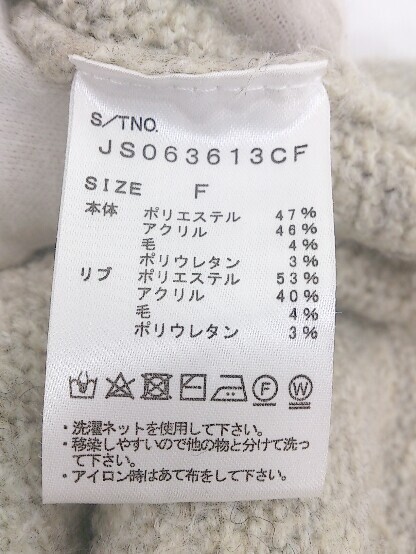 S/TNO.
JS063613CF
SIZE F
本体 ポリエステル 47%
アクリル 46%
毛 4%
ポリウレタン 3%
リブ ポリエステル 53%
アクリル 40%
毛 4%
ポリウレタン 3%
F W
・洗濯ネットを使用して下さい。
・移染しやすいので他の物と分けて洗っ
て下さい。
・アイロン時はあて布をして下さい。